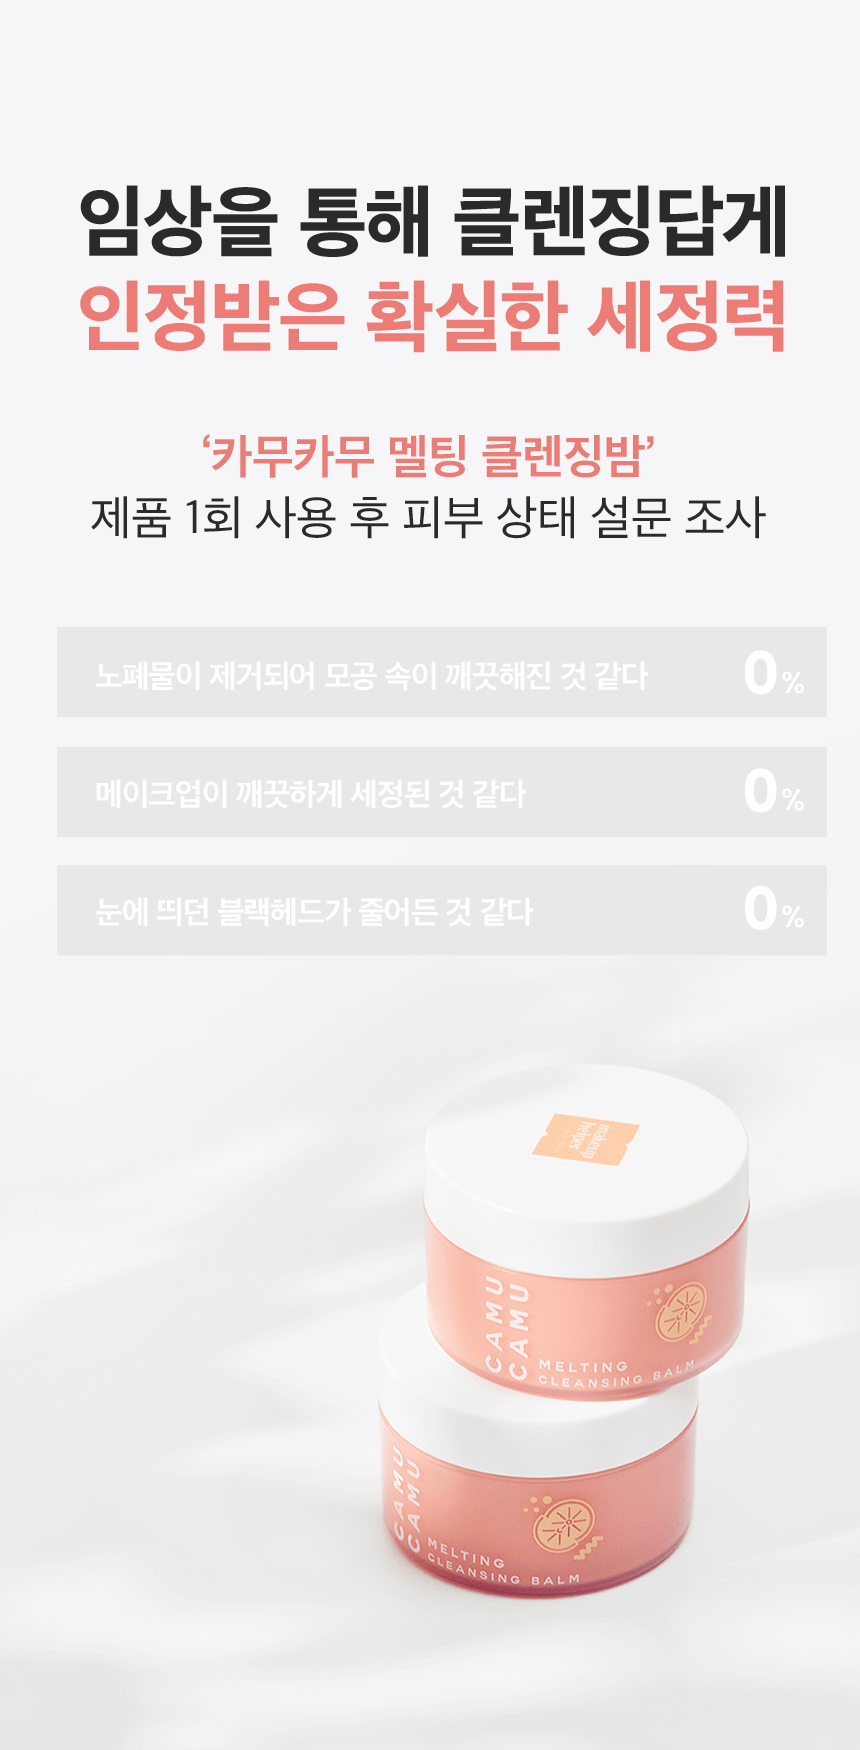 임상을 통해 클렌징답게
인정받은 확실한 세정력
‘카무카무 멜팅 클렌징밤’
제품 1회 사용 후 피부 상태 설문 조사
노폐물이 제거되어 모공 속이 깨끗해진 것 같다 0%
메이크업이 깨끗하게 세정된 것 같다 0%
눈에 띄던 블랙헤드가 줄어든 것 같다 0%
makeup
helper
CAMU
CAMU
MELTING
CLEANSING BALM
CAMU
CAMU
MELTING
CLEANSING BALM